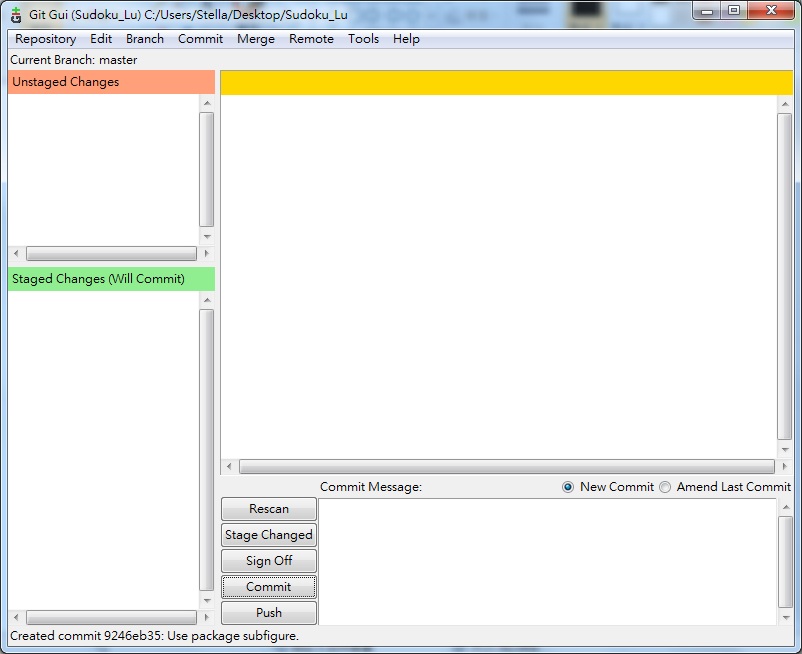 Git Gui (Sudoku_Lu) C:/Users/Stella/Desktop/Sudoku_Lu
Repository Edit Branch Commit Merge Remote Tools Help
Current Branch: master
Unstaged Changes
Staged Changes (Will Commit)
Commit Message: New Commit Amend Last Commit
Rescan
Stage Changed
Sign Off
Commit
Push
Created commit 9246eb35: Use package subfigure.